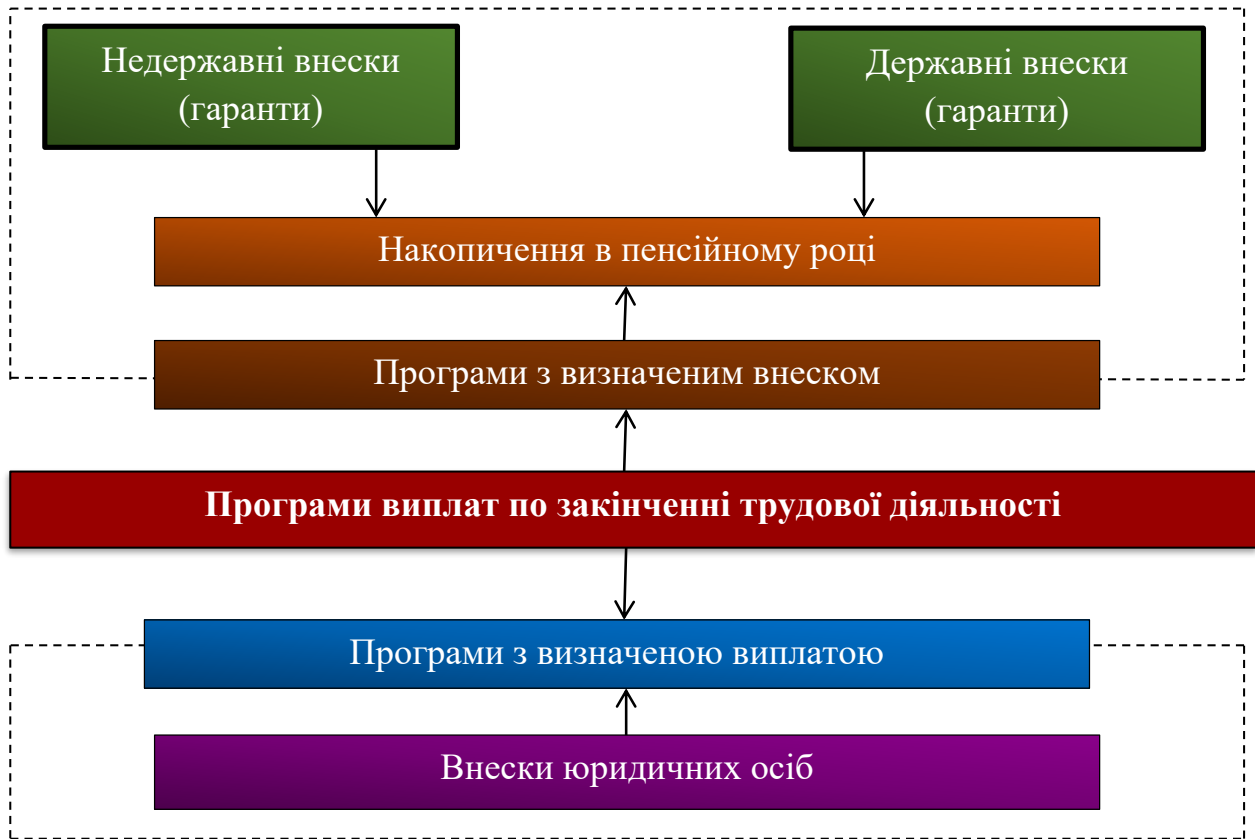 Недержавні внески
(гаранти)
Державні внески
(гаранти)
Накопичення в пенсійному році
Програми з визначеним внеском
Програми виплат по закінченні трудової діяльності
Програми з визначеною виплатою
Внески юридичних осіб